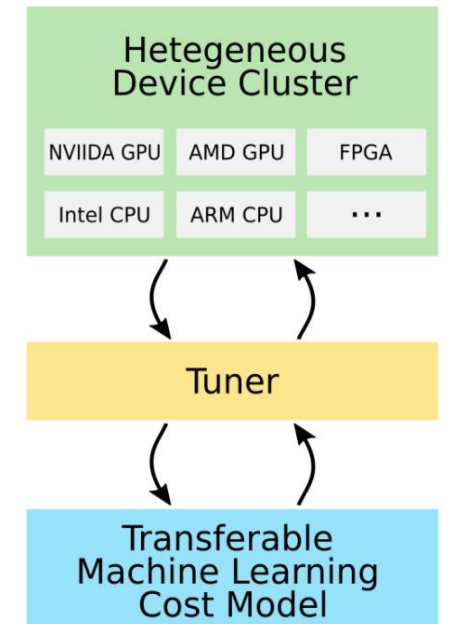 Hetegeneous
Device Cluster
NVIIDA GPU
AMD GPU
FPGA
Intel CPU
ARM CPU
...
Tuner
Transferable
Machine Learning
Cost Model